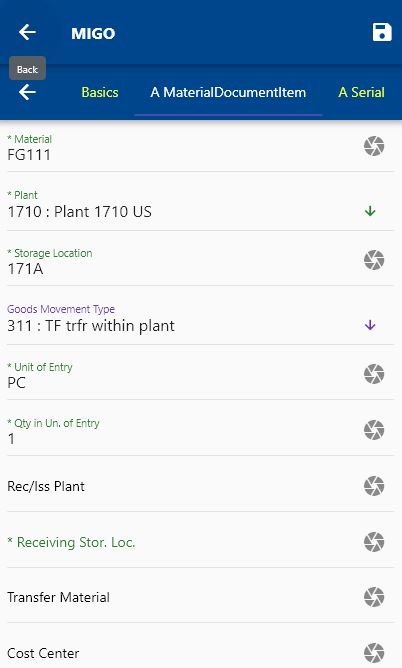 MIGO
Back
Basics
A MaterialDocumentItem
A Serial
* Material
FG111
* Plant
1710 : Plant 1710 US
* Storage Location
171A
Goods Movement Type
311 : TF trfr within plant
* Unit of Entry
PC
* Qty in Un. of Entry
1
Rec/Iss Plant
* Receiving Stor. Loc.
Transfer Material
Cost Center